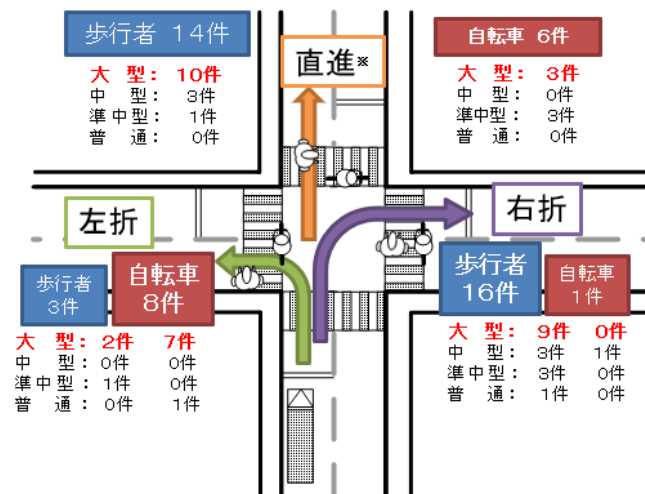 歩行者 14件
大 型: 10件
中 型: 3件
準中型: 1件
普 通: 0件
直進※
自転車 6件
大 型: 3件
中 型: 0件
準中型: 3件
普 通: 0件
左折
右折
歩行者
3件
自転車
8件
大 型: 2件 7件
中 型: 0件 0件
準中型: 1件 0件
普 通: 0件 1件
歩行者
16件
自転車
1件
大 型: 9件 0件
中 型: 3件 1件
準中型: 3件 0件
普 通: 1件 0件